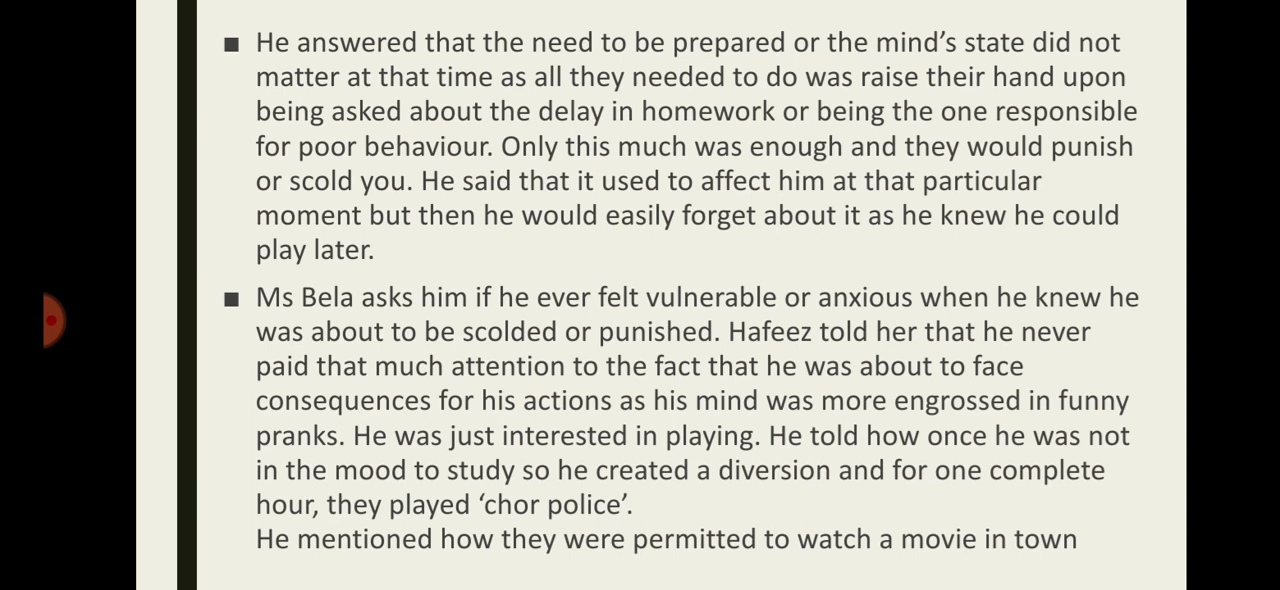 ■ He answered that the need to be prepared or the mind’s state did not
matter at that time as all they needed to do was raise their hand upon
being asked about the delay in homework or being the one responsible
for poor behaviour. Only this much was enough and they would punish
or scold you. He said that it used to affect him at that particular
moment but then he would easily forget about it as he knew he could
play later.
■ Ms Bela asks him if he ever felt vulnerable or anxious when he knew he
was about to be scolded or punished. Hafeez told her that he never
paid that much attention to the fact that he was about to face
consequences for his actions as his mind was more engrossed in funny
pranks. He was just interested in playing. He told how once he was not
in the mood to study so he created a diversion and for one complete
hour, they played ‘chor police’.
He mentioned how they were permitted to watch a movie in town